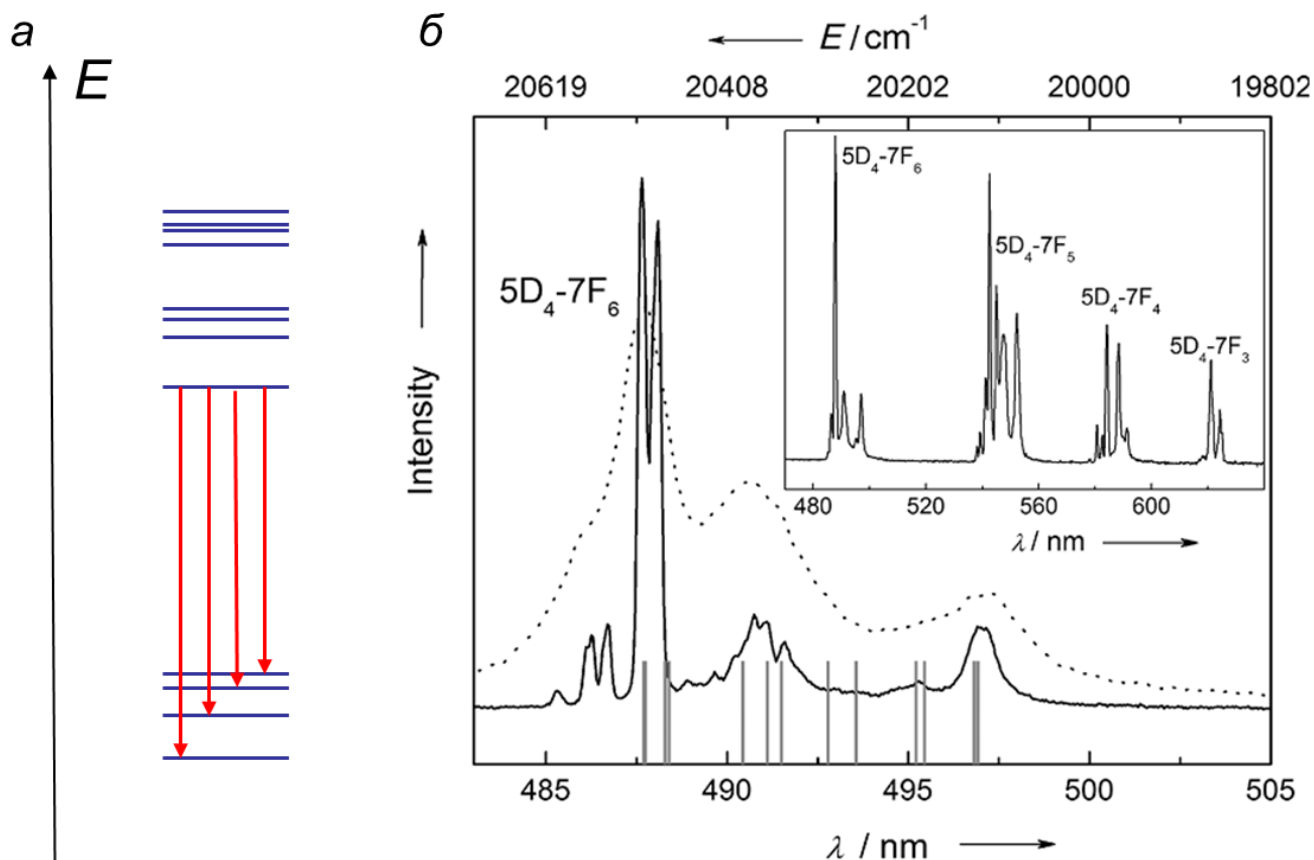 а
E
б
E / cm⁻¹
20619 20408 20202 20000 19802
5D₄-7F₆
5D₄-7F₆
5D₄-7F₅
5D₄-7F₄
5D₄-7F₃
480 520 560 600
λ / nm
Intensity
485 490 495 500 505
λ / nm